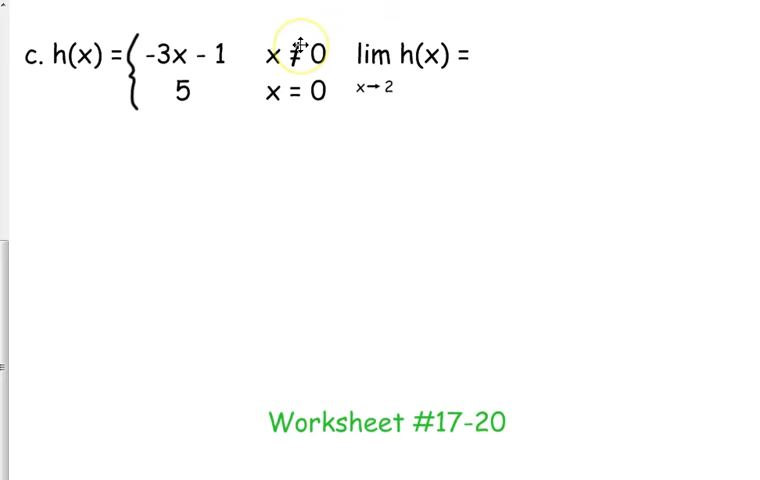 c. h(x) = { -3x - 1 x ≠ 0 lim h(x) =
5 x = 0 x→ 2
Worksheet #17-20